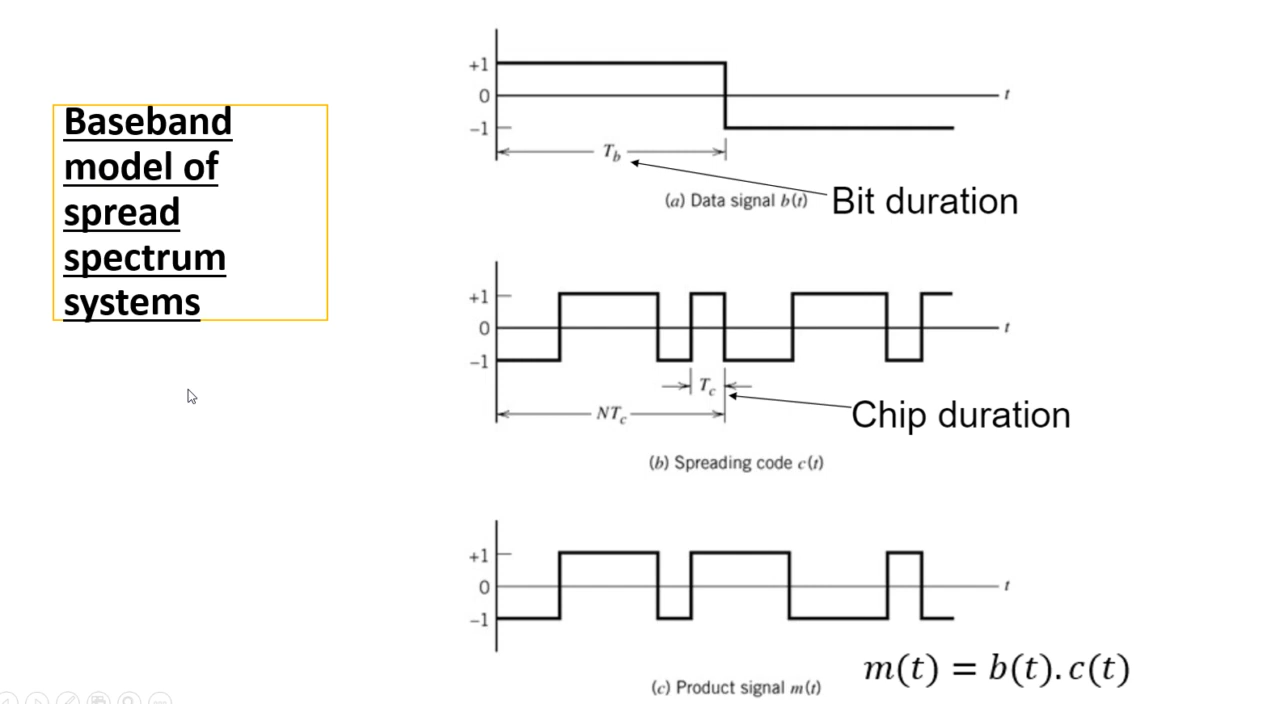 Baseband
model of
spread
spectrum
systems
+1
0
−1
t
T_b
(a) Data signal b(t)
Bit duration
+1
0
−1
t
T_c
NT_c
Chip duration
(b) Spreading code c(t)
+1
0
−1
t
(c) Product signal m(t)
m(t) = b(t). c(t)